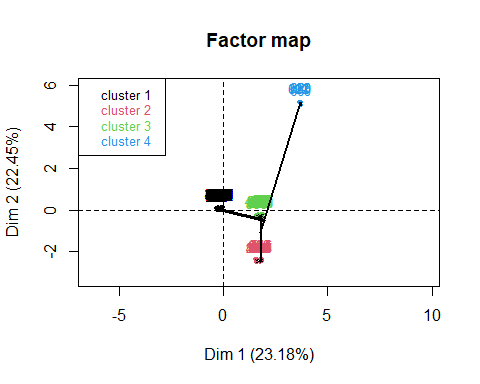 Factor map
cluster 1
cluster 2
cluster 3
cluster 4
6
4
2
0
-2
Dim 2 (22.45%)
-5
0
5
10
Dim 1 (23.18%)